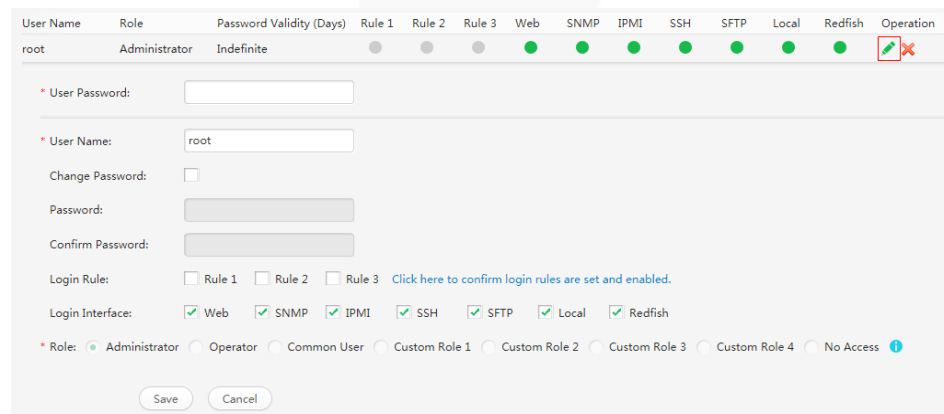 User Name Role Password Validity (Days) Rule 1 Rule 2 Rule 3 Web SNMP IPMI SSH SFTP Local Redfish Operation
root Administrator Indefinite
* User Password:
* User Name: root
Change Password:
Password:
Confirm Password:
Login Rule: Rule 1 Rule 2 Rule 3 Click here to confirm login rules are set and enabled.
Login Interface: Web SNMP IPMI SSH SFTP Local Redfish
* Role: Administrator Operator Common User Custom Role 1 Custom Role 2 Custom Role 3 Custom Role 4 No Access
Save Cancel